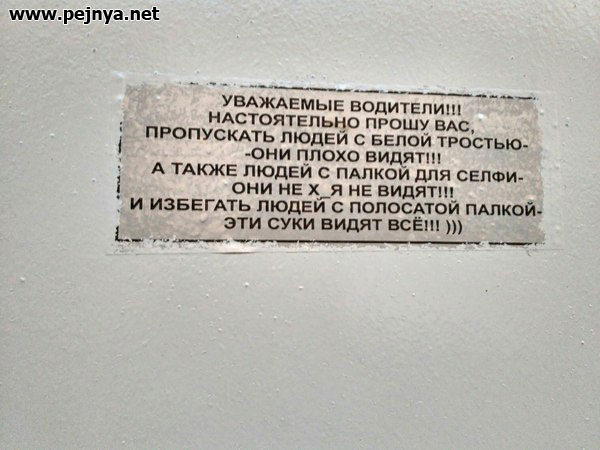 www.pejnya.net
УВАЖАЕМЫЕ ВОДИТЕЛИ!!!
НАСТОЯТЕЛЬНО ПРОШУ ВАС,
ПРОПУСКАТЬ ЛЮДЕЙ С БЕЛОЙ ТРОСТЬЮ-
-ОНИ ПЛОХО ВИДЯТ!!!
А ТАКЖЕ ЛЮДЕЙ С ПАЛКОЙ ДЛЯ СЕЛФИ-
ОНИ НЕ Х_Я НЕ ВИДЯТ!!!
И ИЗБЕГАТЬ ЛЮДЕЙ С ПОЛОСАТОЙ ПАЛКОЙ-
ЭТИ СУКИ ВИДЯТ ВСЁ!!! )))